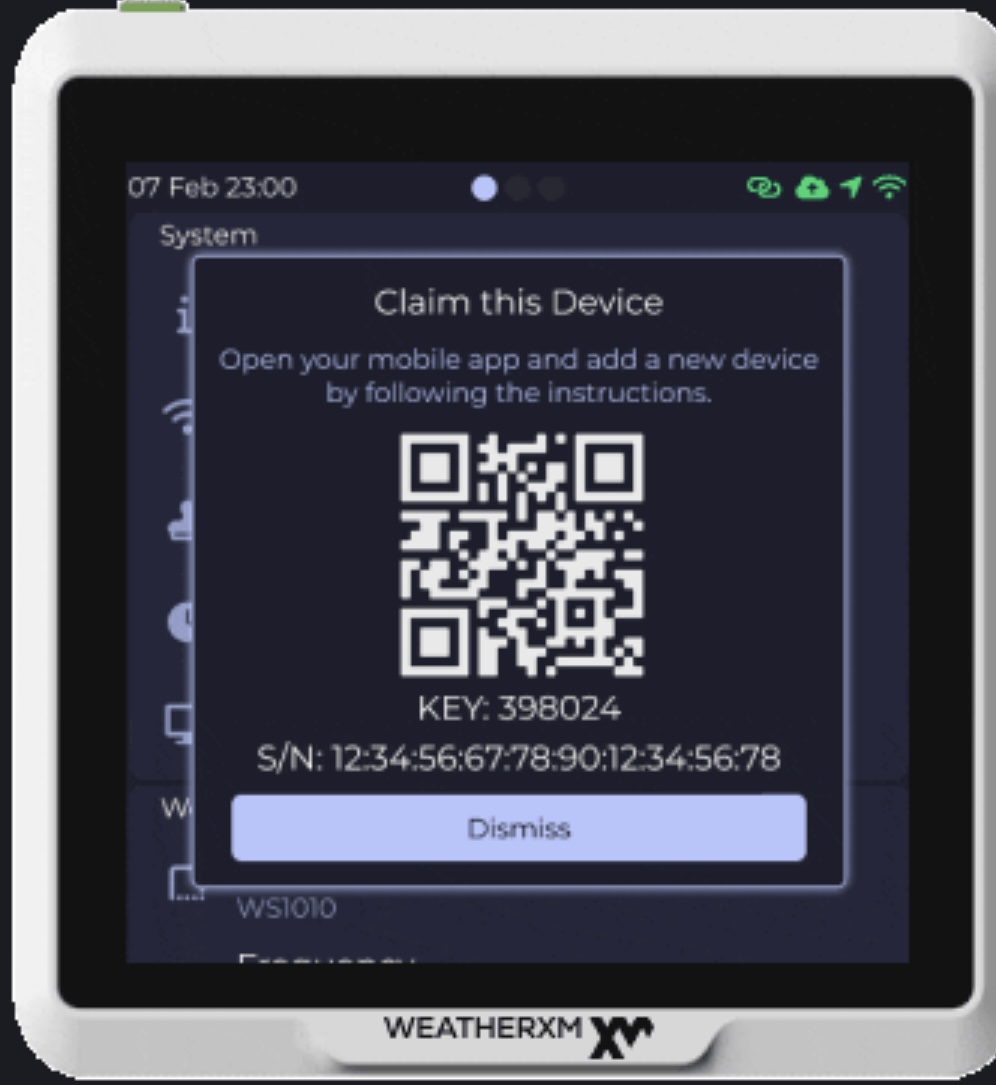 07 Feb 23:00
System
Claim this Device
Open your mobile app and add a new device
by following the instructions.
KEY: 398024
S/N: 12:34:56:67:78:90:12:34:56:78
Dismiss
WS1010
Frequency
WEATHERXM